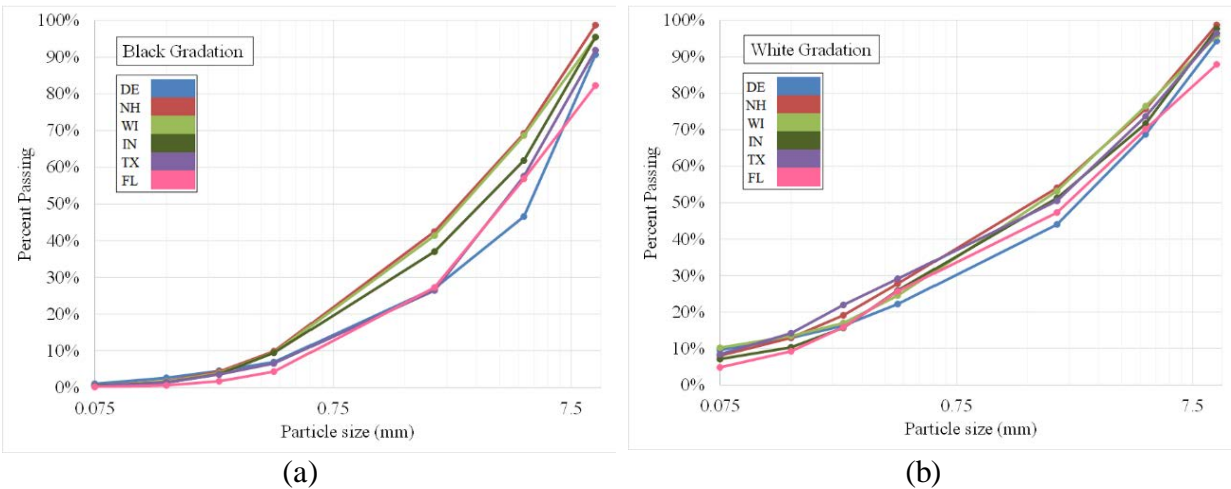 100%
90%
80%
70%
60%
50%
40%
30%
20%
10%
0%
Percent Passing
Black Gradation
DE
NH
WI
IN
TX
FL
0.075 0.75 7.5
Particle size (mm)
(a)
100%
90%
80%
70%
60%
50%
40%
30%
20%
10%
0%
Percent Passing
White Gradation
DE
NH
WI
IN
TX
FL
0.075 0.75 7.5
Particle size (mm)
(b)